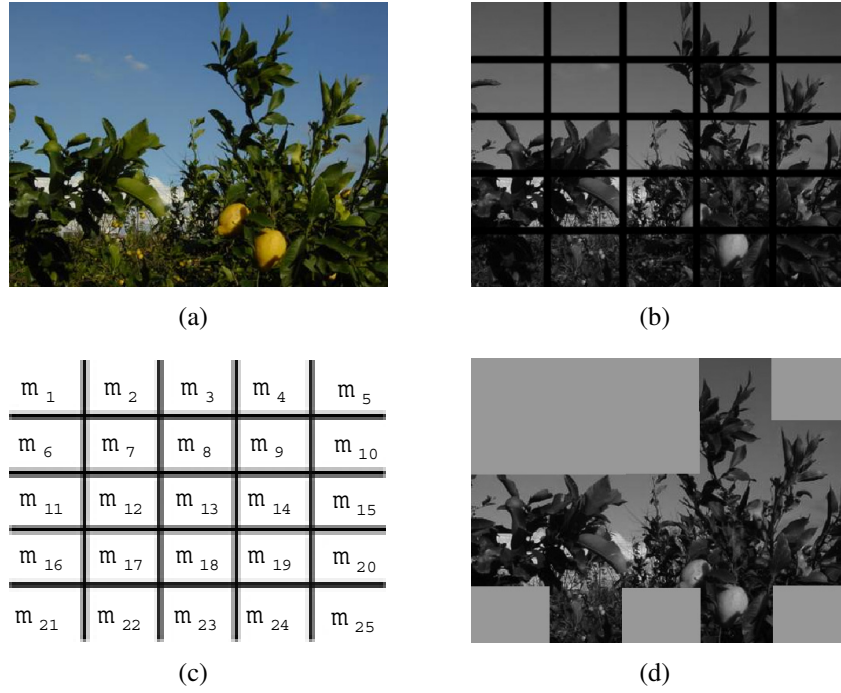 (a)
(b)
m 1 m 2 m 3 m 4 m 5
m 6 m 7 m 8 m 9 m 10
m 11 m 12 m 13 m 14 m 15
m 16 m 17 m 18 m 19 m 20
m 21 m 22 m 23 m 24 m 25
(c)
(d)